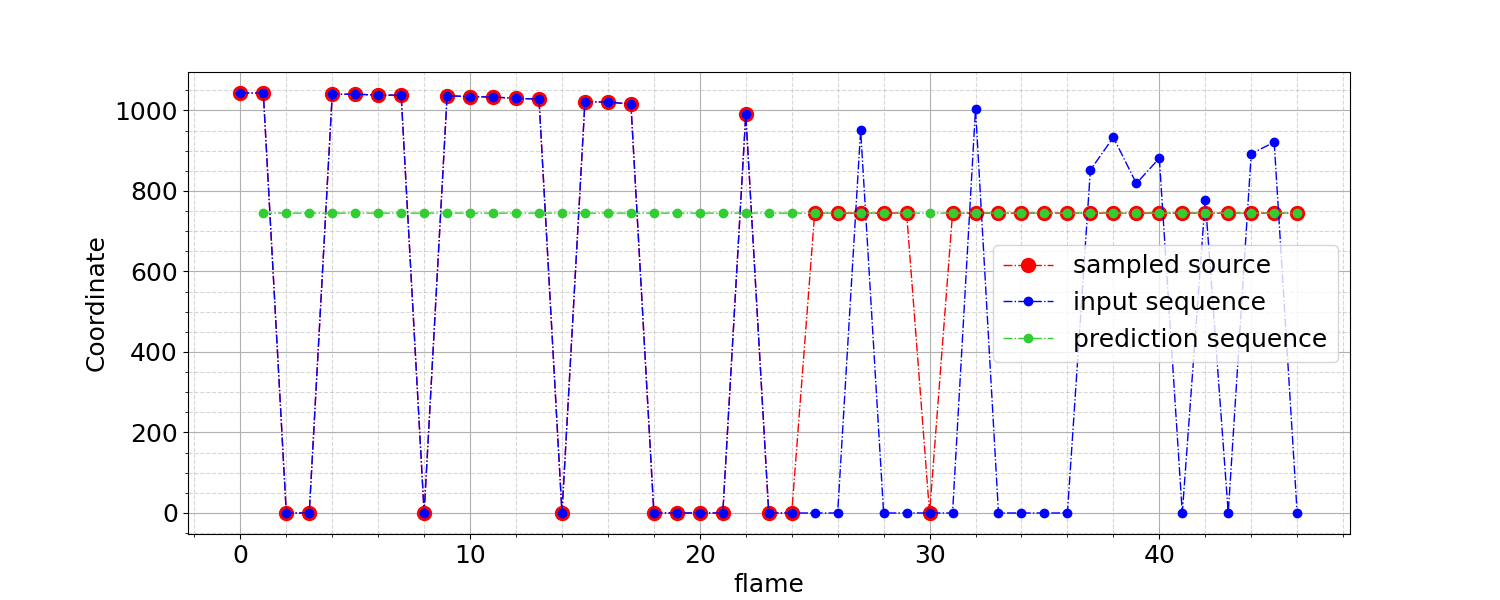 1000
800
600
400
200
0
Coordinate
sampled source
input sequence
prediction sequence
0 10 20 30 40
flame